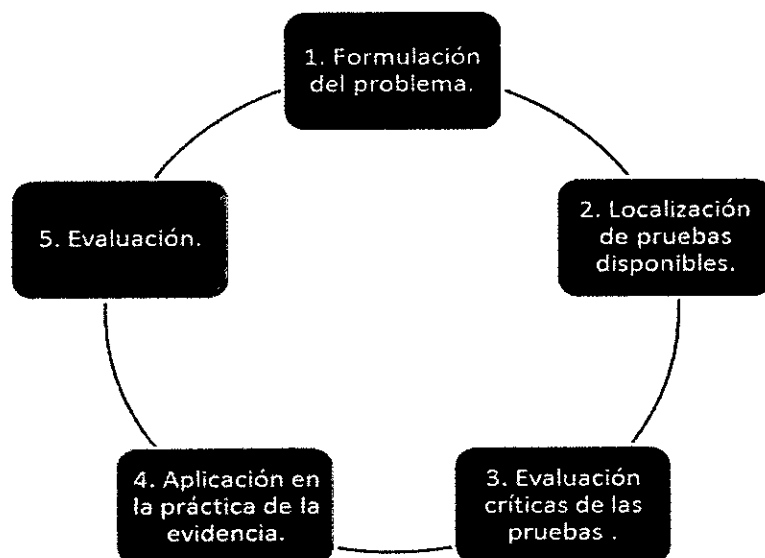 1. Formulación
del problema.
2. Localización
de pruebas
disponibles.
3. Evaluación
críticas de las
pruebas .
4. Aplicación en
la práctica de la
evidencia.
5. Evaluación.